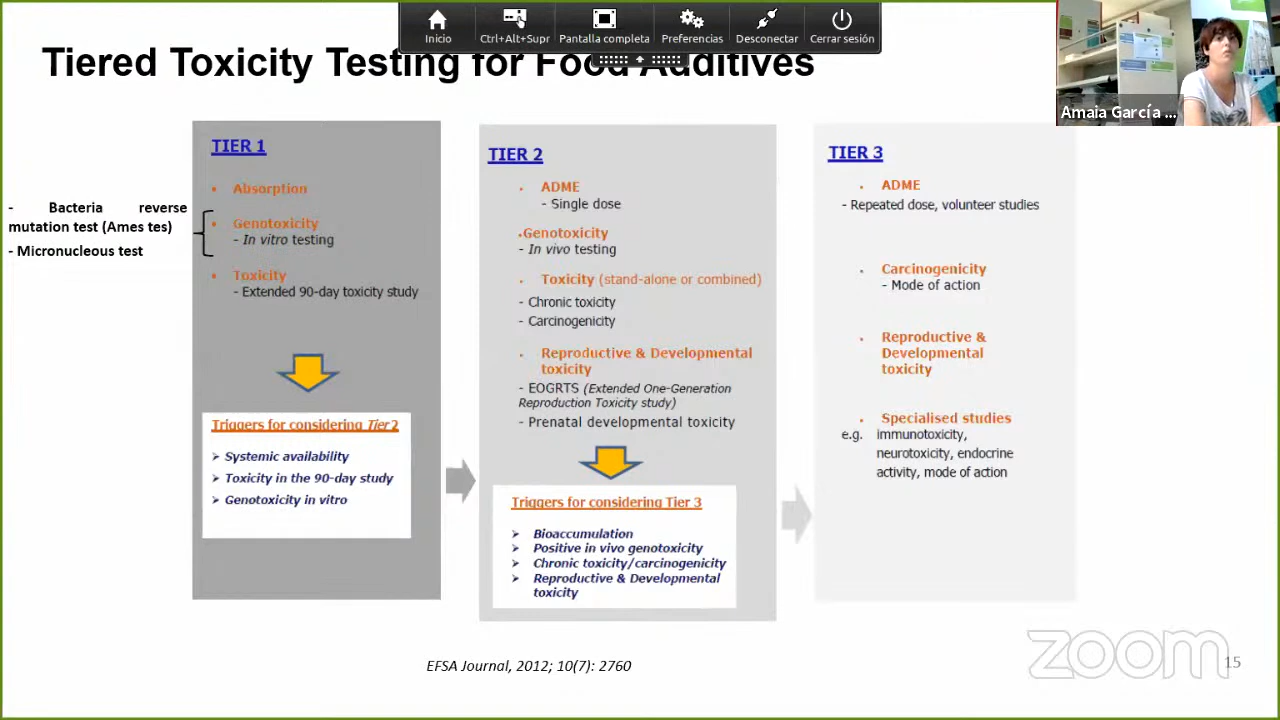 Inicio
Ctrl+Alt+Supr
Pantalla completa
Preferencias
Desconectar
Cerrar sesión
Tiered Toxicity Testing for Food Additives
Amaia García ...
- Bacteria reverse
mutation test (Ames tes)
- Micronucleous test
TIER 1
• Absorption
• Genotoxicity
- In vitro testing
• Toxicity
- Extended 90-day toxicity study
Triggers for considering Tier 2
➢ Systemic availability
➢ Toxicity in the 90-day study
➢ Genotoxicity in vitro
TIER 2
• ADME
- Single dose
•Genotoxicity
- In vivo testing
• Toxicity (stand-alone or combined)
- Chronic toxicity
- Carcinogenicity
• Reproductive & Developmental
toxicity
- EOGRTS (Extended One-Generation
Reproduction Toxicity study)
- Prenatal developmental toxicity
Triggers for considering Tier 3
➢ Bioaccumulation
➢ Positive in vivo genotoxicity
➢ Chronic toxicity/carcinogenicity
➢ Reproductive & Developmental
toxicity
TIER 3
• ADME
- Repeated dose, volunteer studies
• Carcinogenicity
- Mode of action
• Reproductive &
Developmental
toxicity
• Specialised studies
e.g. immunotoxicity,
neurotoxicity, endocrine
activity, mode of action
EFSA Journal, 2012; 10(7): 2760
zoom
15